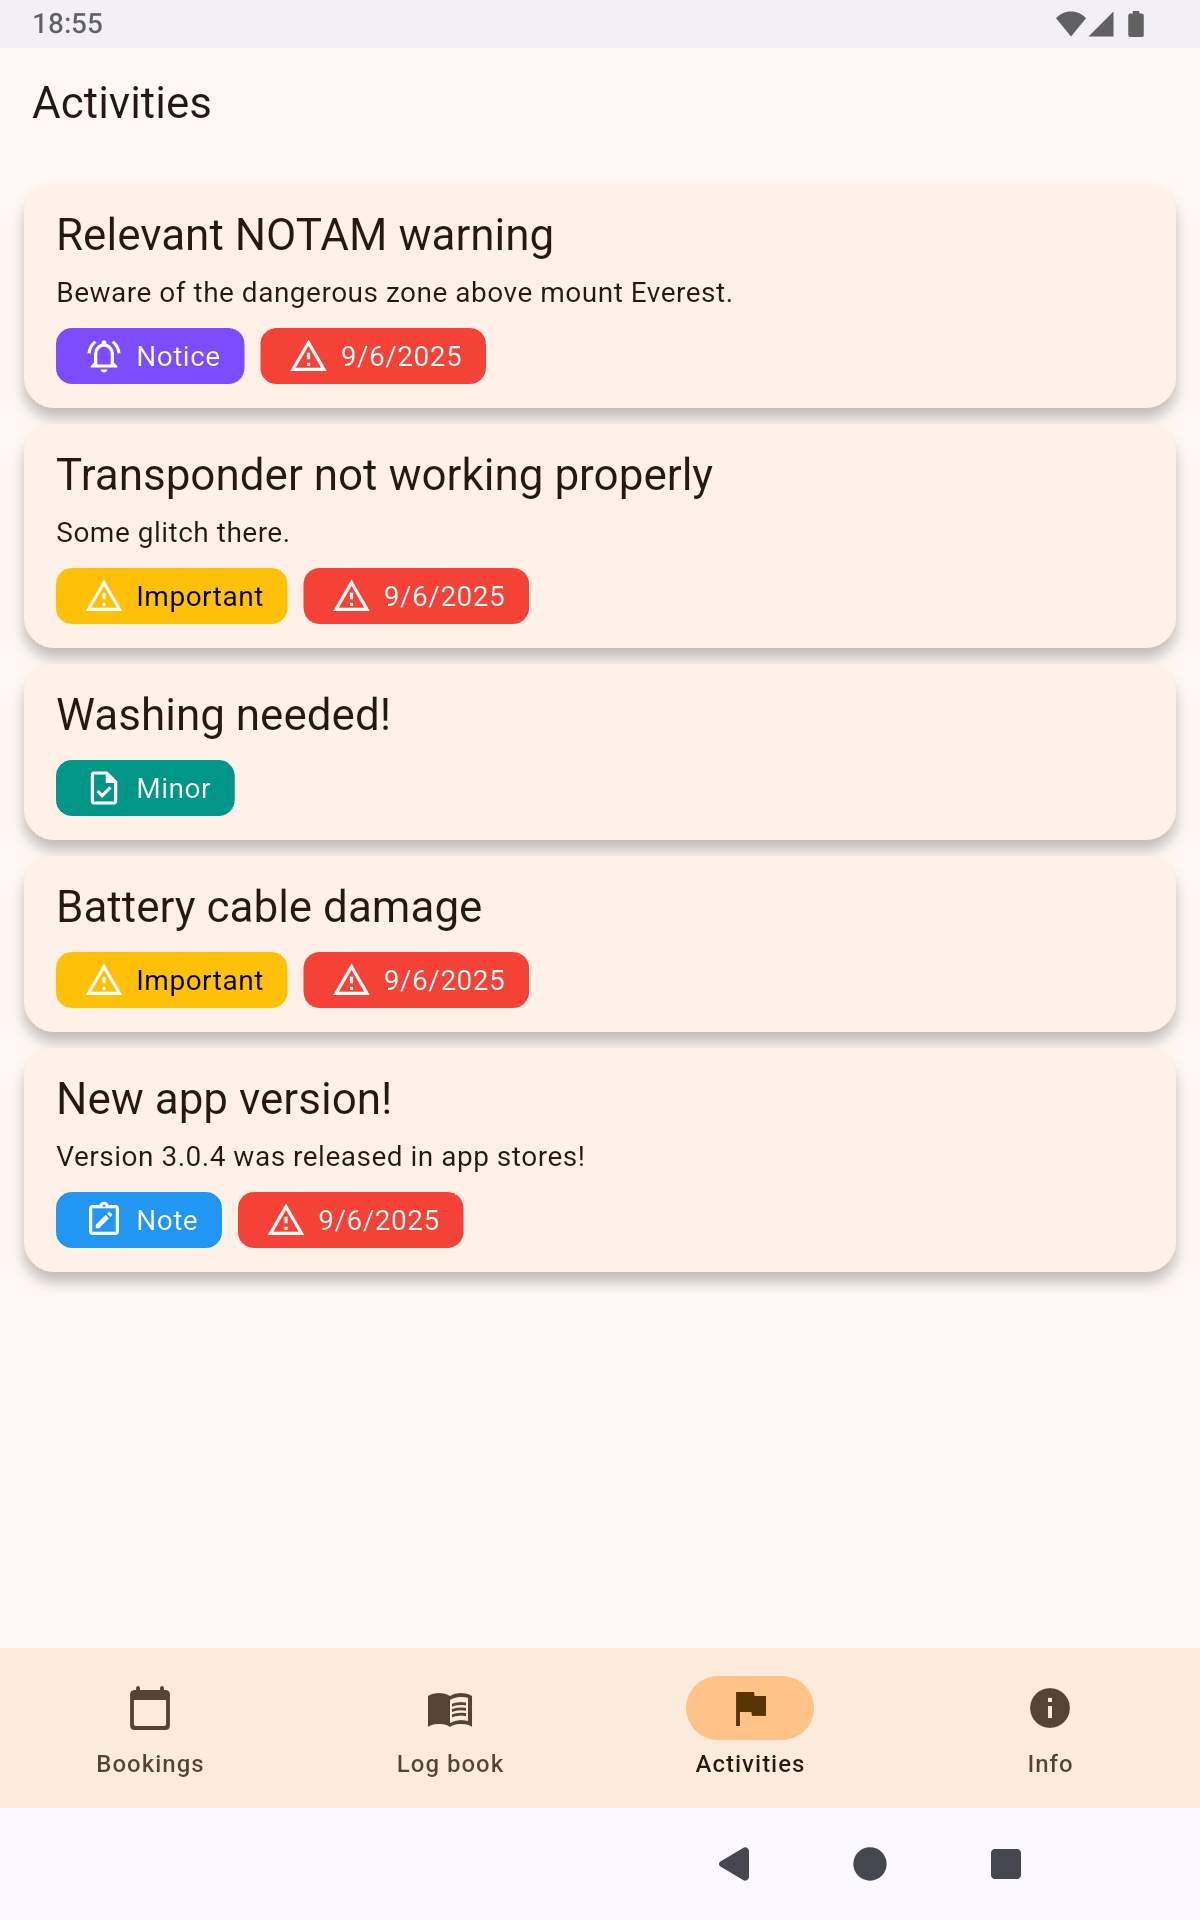 18:55
Activities
Relevant NOTAM warning
Beware of the dangerous zone above mount Everest.
Notice 9/6/2025
Transponder not working properly
Some glitch there.
Important 9/6/2025
Washing needed!
Minor
Battery cable damage
Important 9/6/2025
New app version!
Version 3.0.4 was released in app stores!
Note 9/6/2025
Bookings Log book Activities Info